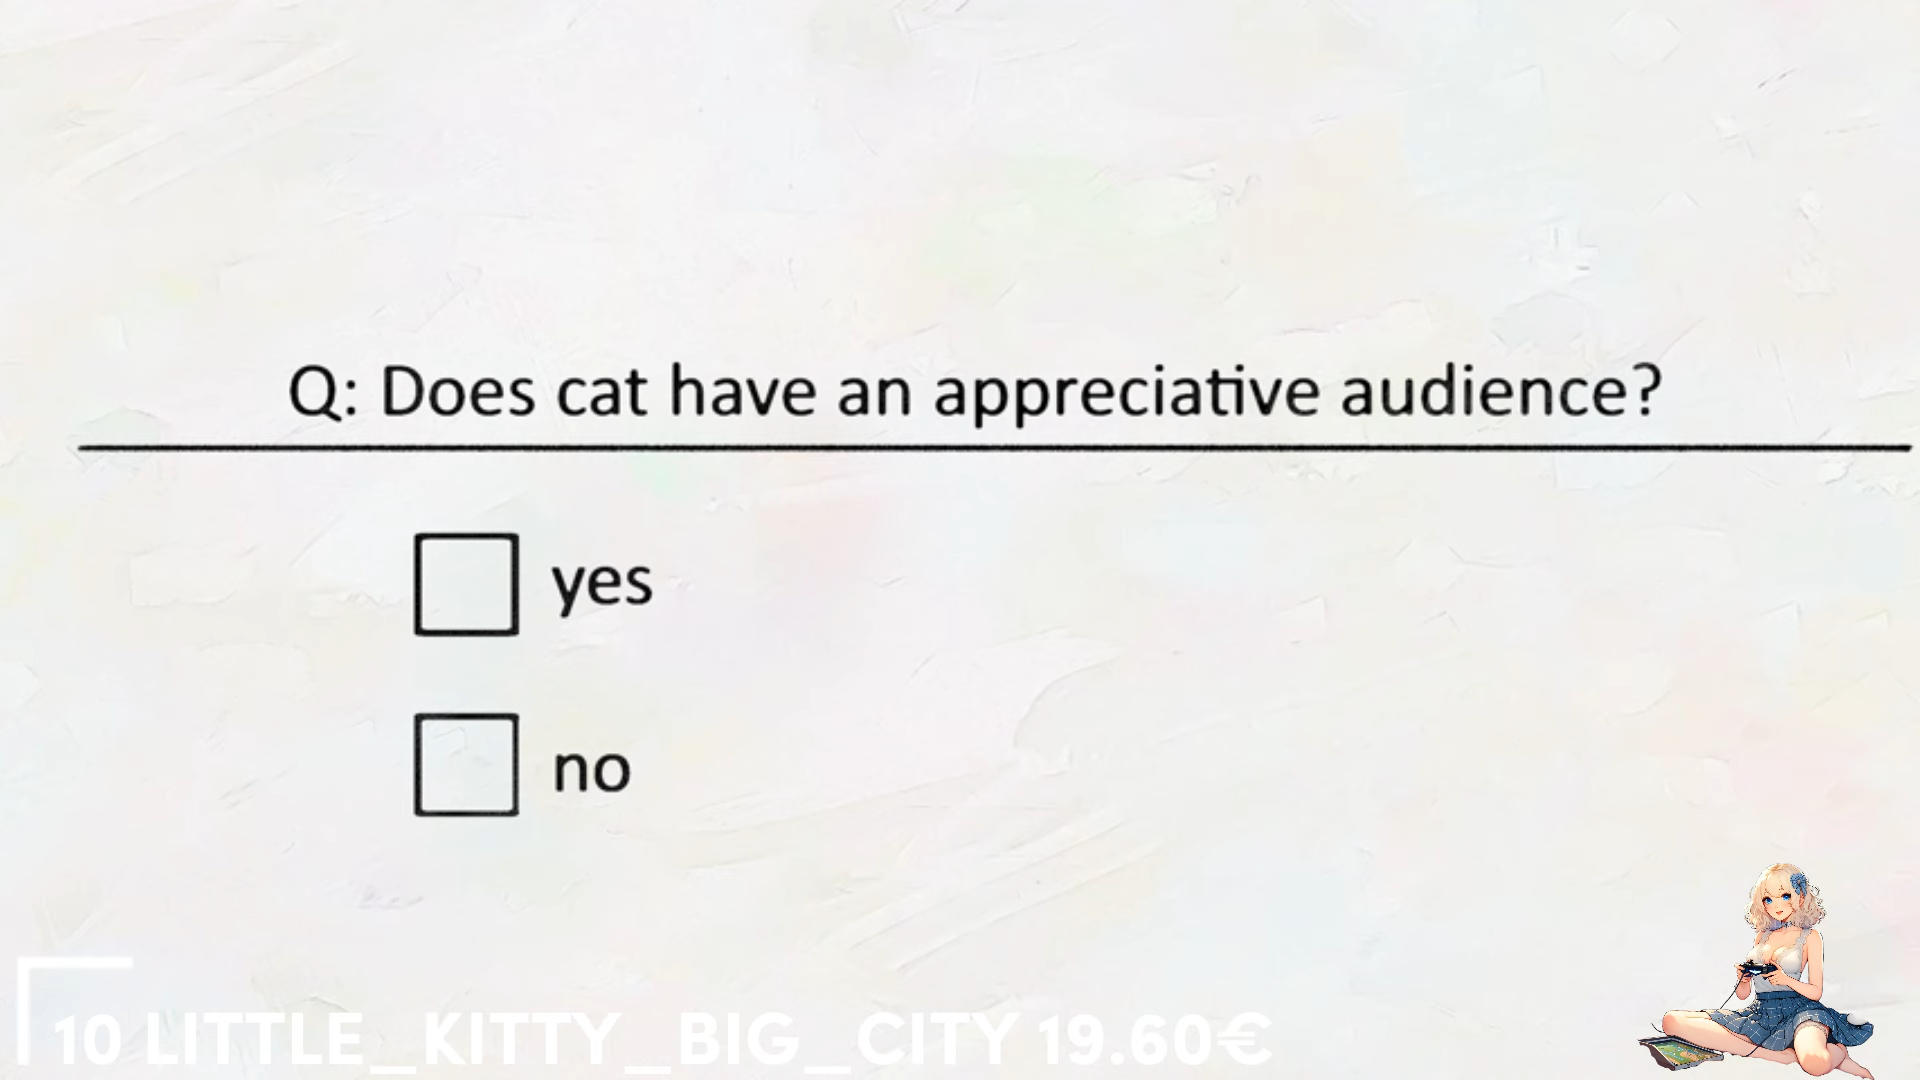 Q: Does cat have an appreciative audience?
yes
no
10 LITTLE_KITTY_BIG_CITY 19.60€